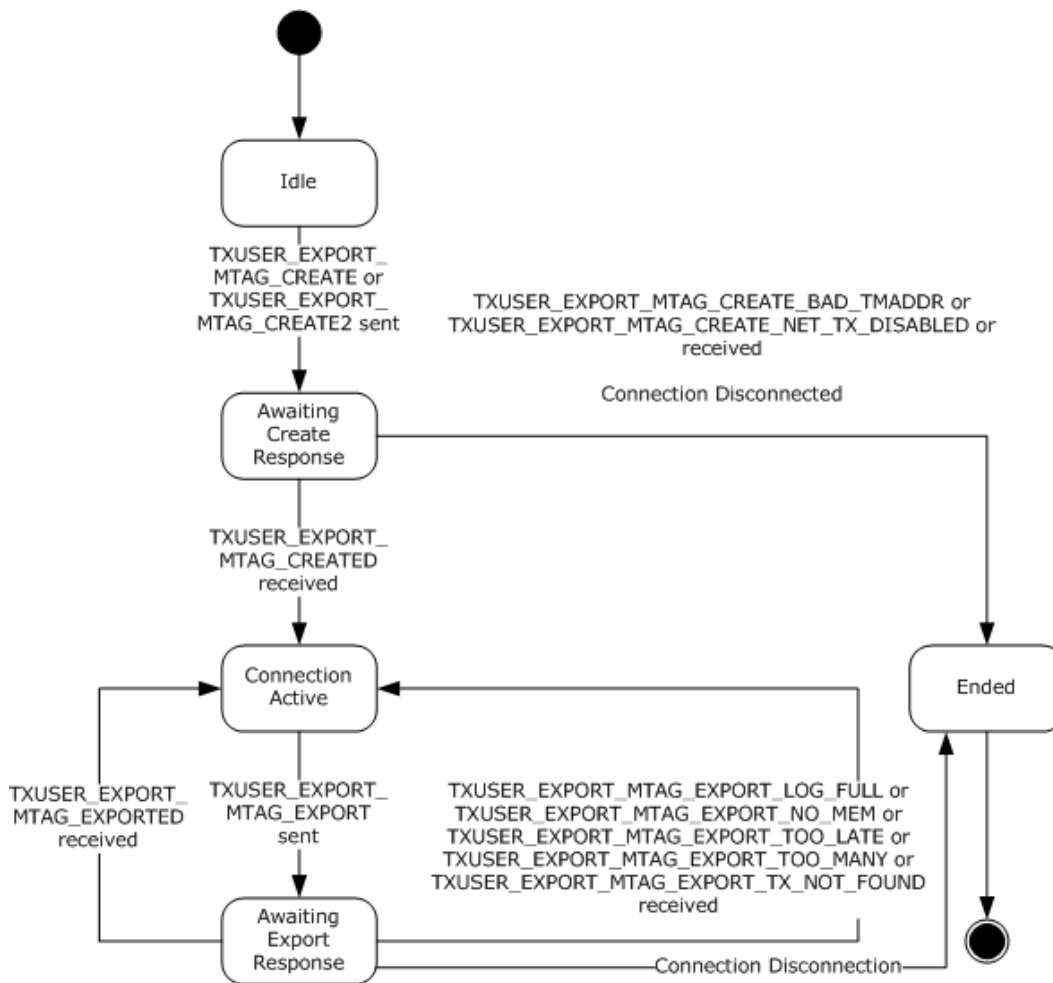 Idle
TXUSER_EXPORT_
MTAG_CREATE or
TXUSER_EXPORT_
MTAG_CREATE2 sent
TXUSER_EXPORT_MTAG_CREATE_BAD_TMADDR or
TXUSER_EXPORT_MTAG_CREATE_NET_TX_DISABLED or
received
Connection Disconnected
Awaiting
Create
Response
TXUSER_EXPORT_
MTAG_CREATED
received
Connection
Active
Ended
TXUSER_EXPORT_
MTAG_EXPORTED
received
TXUSER_EXPORT_
MTAG_EXPORT
sent
TXUSER_EXPORT_MTAG_EXPORT_LOG_FULL or
TXUSER_EXPORT_MTAG_EXPORT_NO_MEM or
TXUSER_EXPORT_MTAG_EXPORT_TOO_LATE or
TXUSER_EXPORT_MTAG_EXPORT_TOO_MANY or
TXUSER_EXPORT_MTAG_EXPORT_TX_NOT_FOUND
received
Awaiting
Export
Response
Connection Disconnection